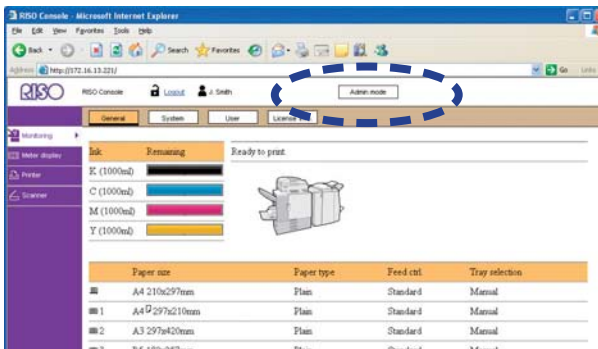 RISO Console - Microsoft Internet Explorer
File Edit View Favorites Tools Help
Back Search Favorites
Address http://172.16.13.221/ Go Links
RISO RISO Console Logout J. Smith Admin mode
General System User License
Monitoring
Meter display
Printer
Scanner
Ink Remaining Ready to print
K (1000ml)
C (1000ml)
M (1000ml)
Y (1000ml)
Paper size Paper type Feed ctrl. Tray selection
A4 210x297mm Plain Standard Manual
1 A4 297x210mm Plain Standard Manual
2 A3 297x420mm Plain Standard Manual